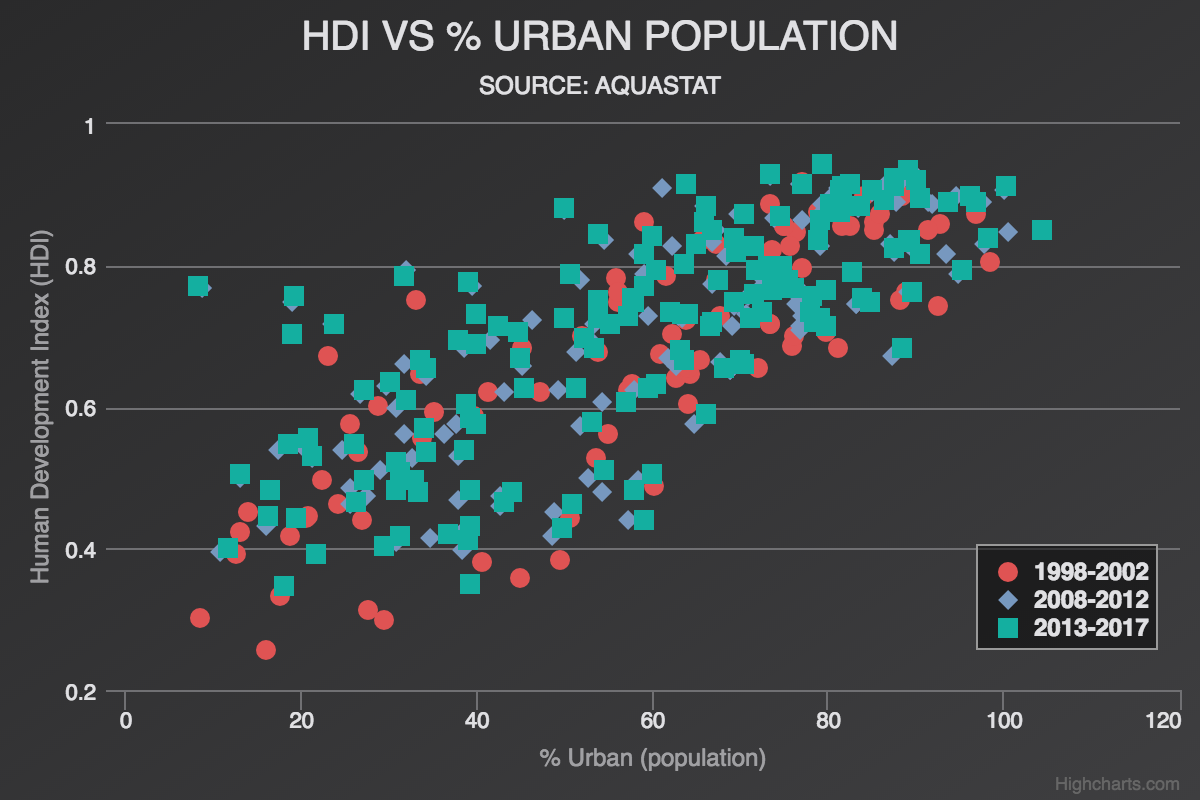 HDI VS % URBAN POPULATION
SOURCE: AQUASTAT
Human Development Index (HDI)
1
0.8
0.6
0.4
0.2
0 20 40 60 80 100 120
% Urban (population)
1998-2002
2008-2012
2013-2017
Highcharts.com